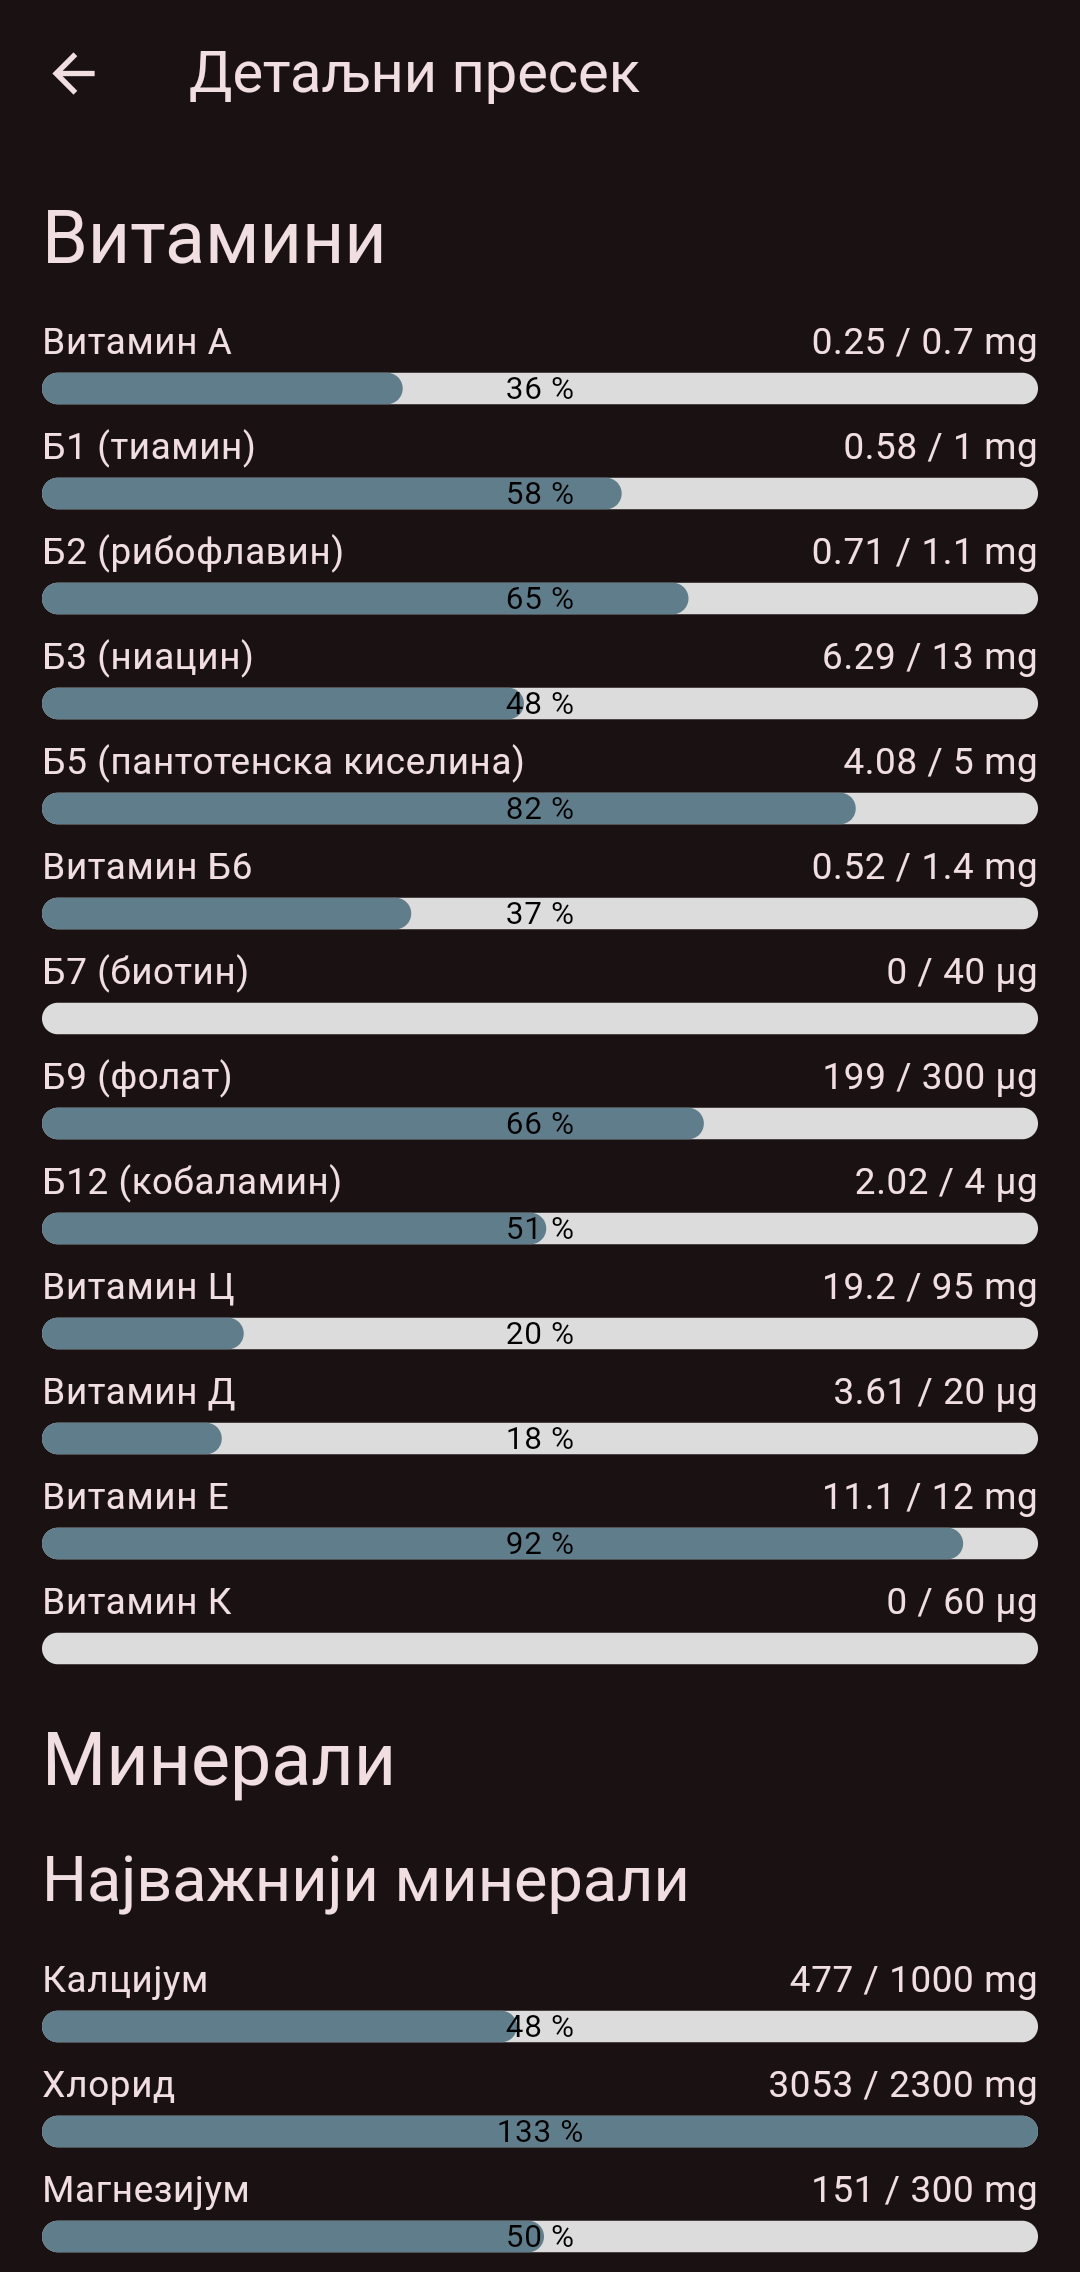 Детаљни пресек
Витамини
Витамин А 0.25 / 0.7 mg
36 %
Б1 (тиамин) 0.58 / 1 mg
58 %
Б2 (рибофлавин) 0.71 / 1.1 mg
65 %
Б3 (ниацин) 6.29 / 13 mg
48 %
Б5 (пантотенска киселина) 4.08 / 5 mg
82 %
Витамин Б6 0.52 / 1.4 mg
37 %
Б7 (биотин) 0 / 40 µg
Б9 (фолат) 199 / 300 µg
66 %
Б12 (кобаламин) 2.02 / 4 µg
51 %
Витамин Ц 19.2 / 95 mg
20 %
Витамин Д 3.61 / 20 µg
18 %
Витамин Е 11.1 / 12 mg
92 %
Витамин К 0 / 60 µg
Минерали
Најважнији минерали
Калцијум 477 / 1000 mg
48 %
Хлорид 3053 / 2300 mg
133 %
Магнезијум 151 / 300 mg
50 %